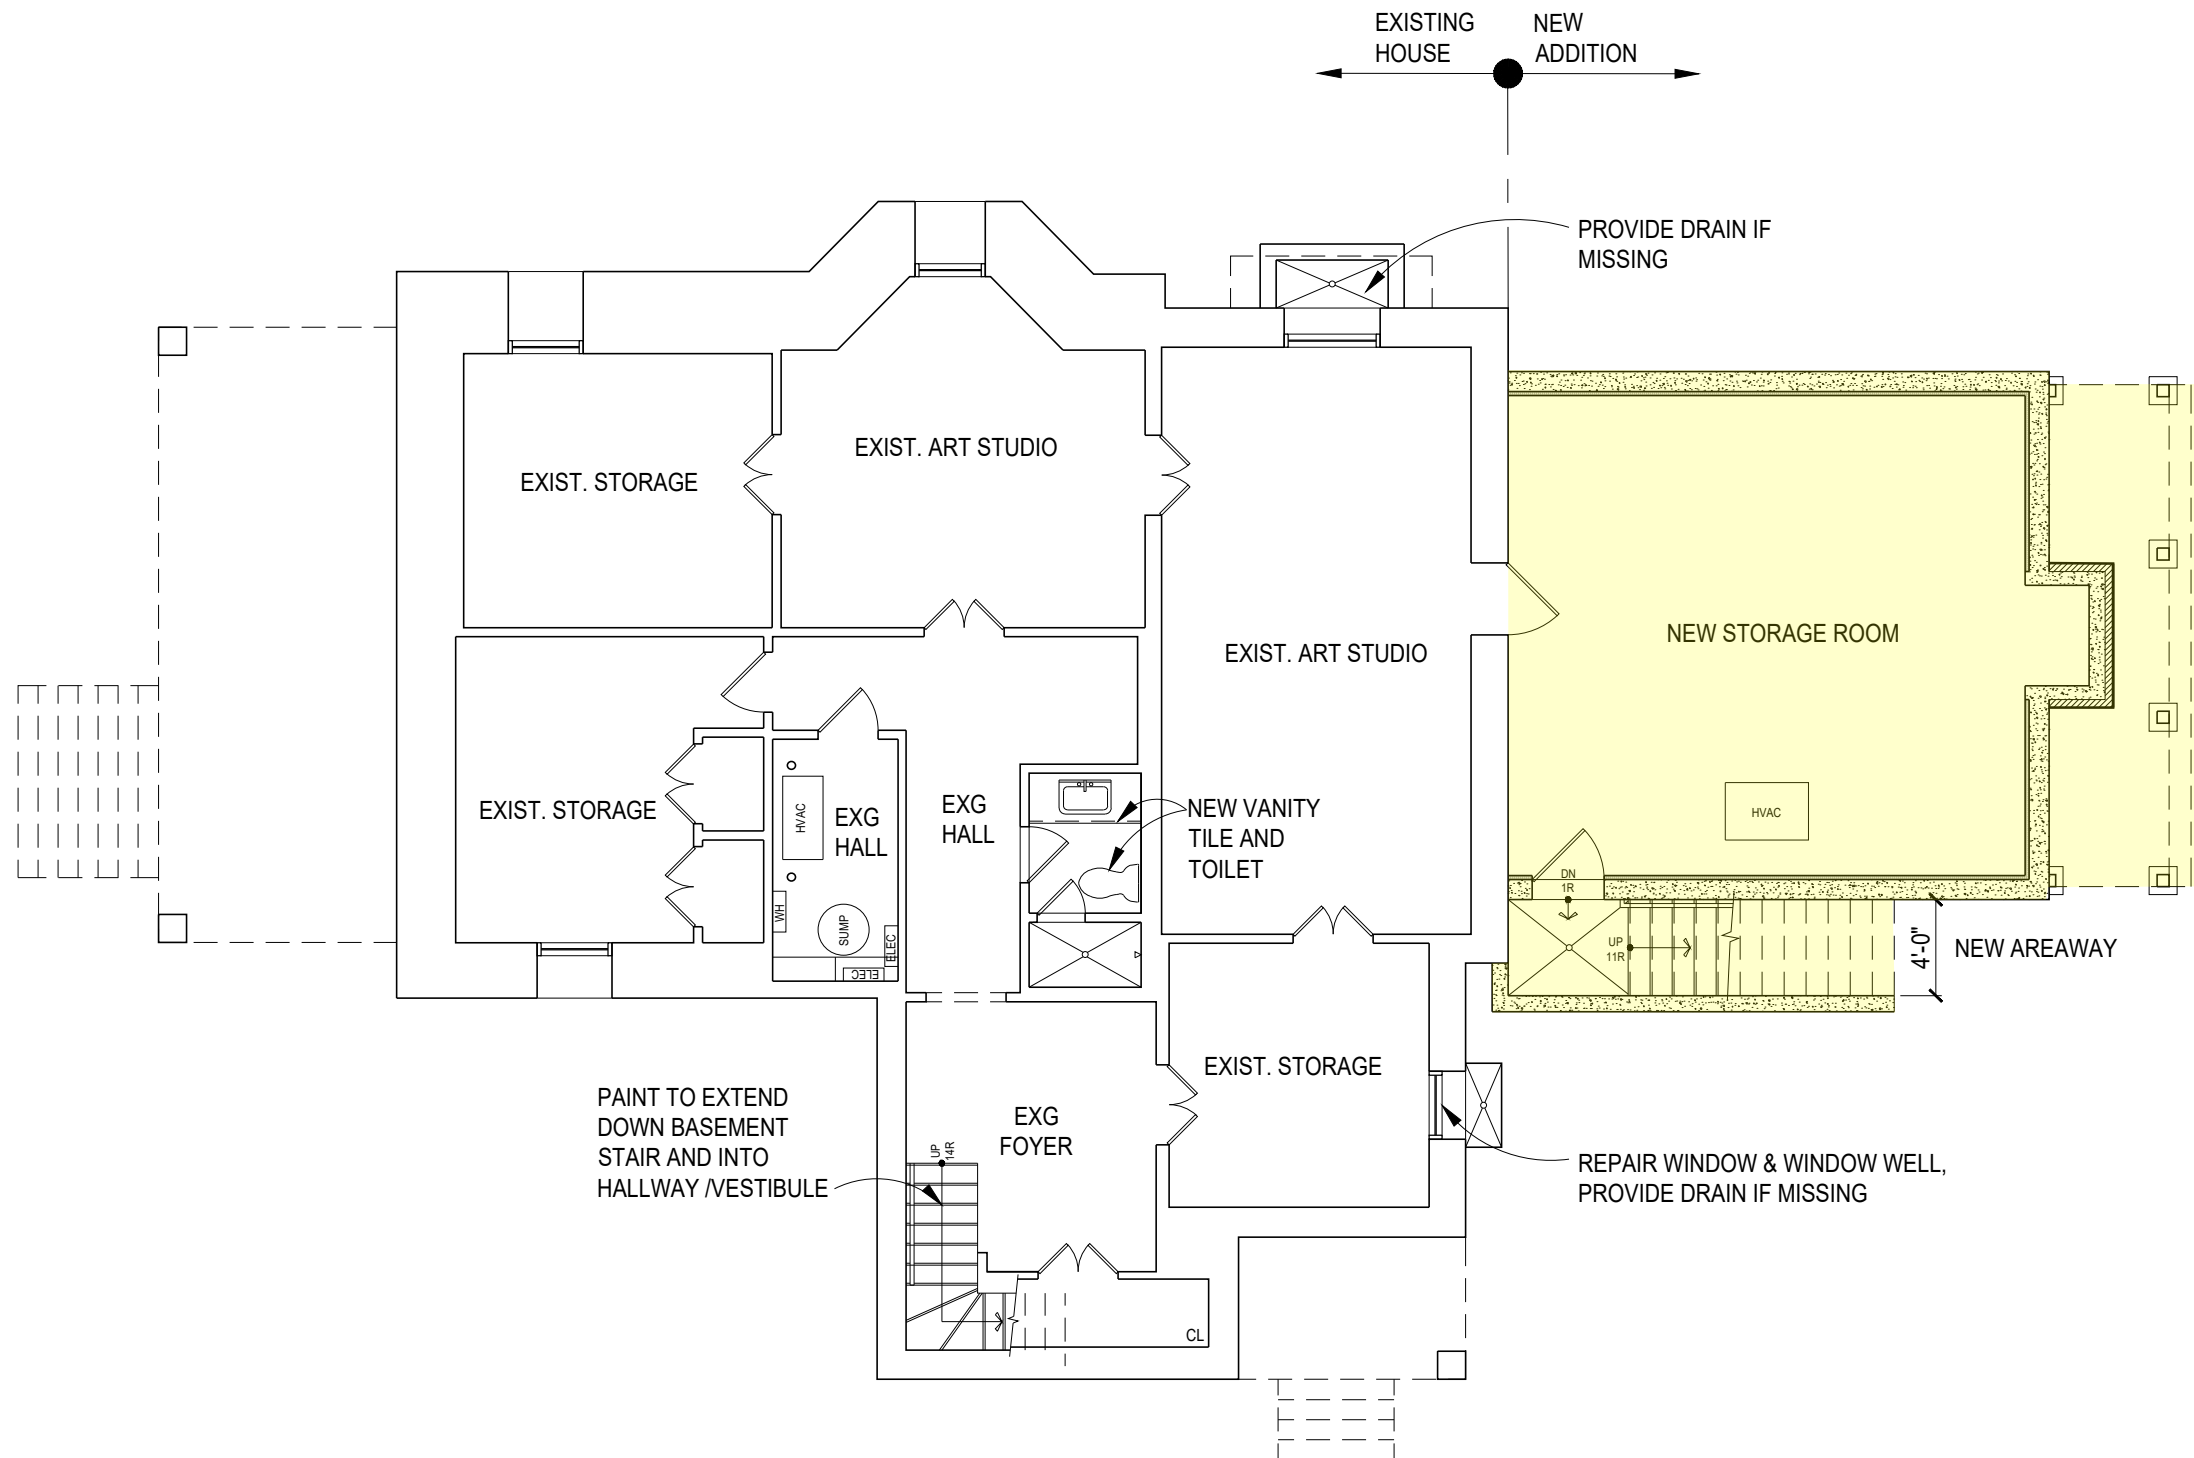 EXISTING
HOUSE
NEW
ADDITION
PROVIDE DRAIN IF
MISSING
EXIST. ART STUDIO
EXIST. STORAGE
NEW STORAGE ROOM
EXIST. ART STUDIO
EXIST. STORAGE
HVAC
EXG
HALL
EXG
HALL
NEW VANITY
TILE AND
TOILET
HVAC
WH
SUMP
ELEC
ELEC
DN
1R
UP
11R
4'-0"
NEW AREAWAY
EXIST. STORAGE
PAINT TO EXTEND
DOWN BASEMENT
STAIR AND INTO
HALLWAY /VESTIBULE
EXG
FOYER
UP
14R
REPAIR WINDOW & WINDOW WELL,
PROVIDE DRAIN IF MISSING
CL